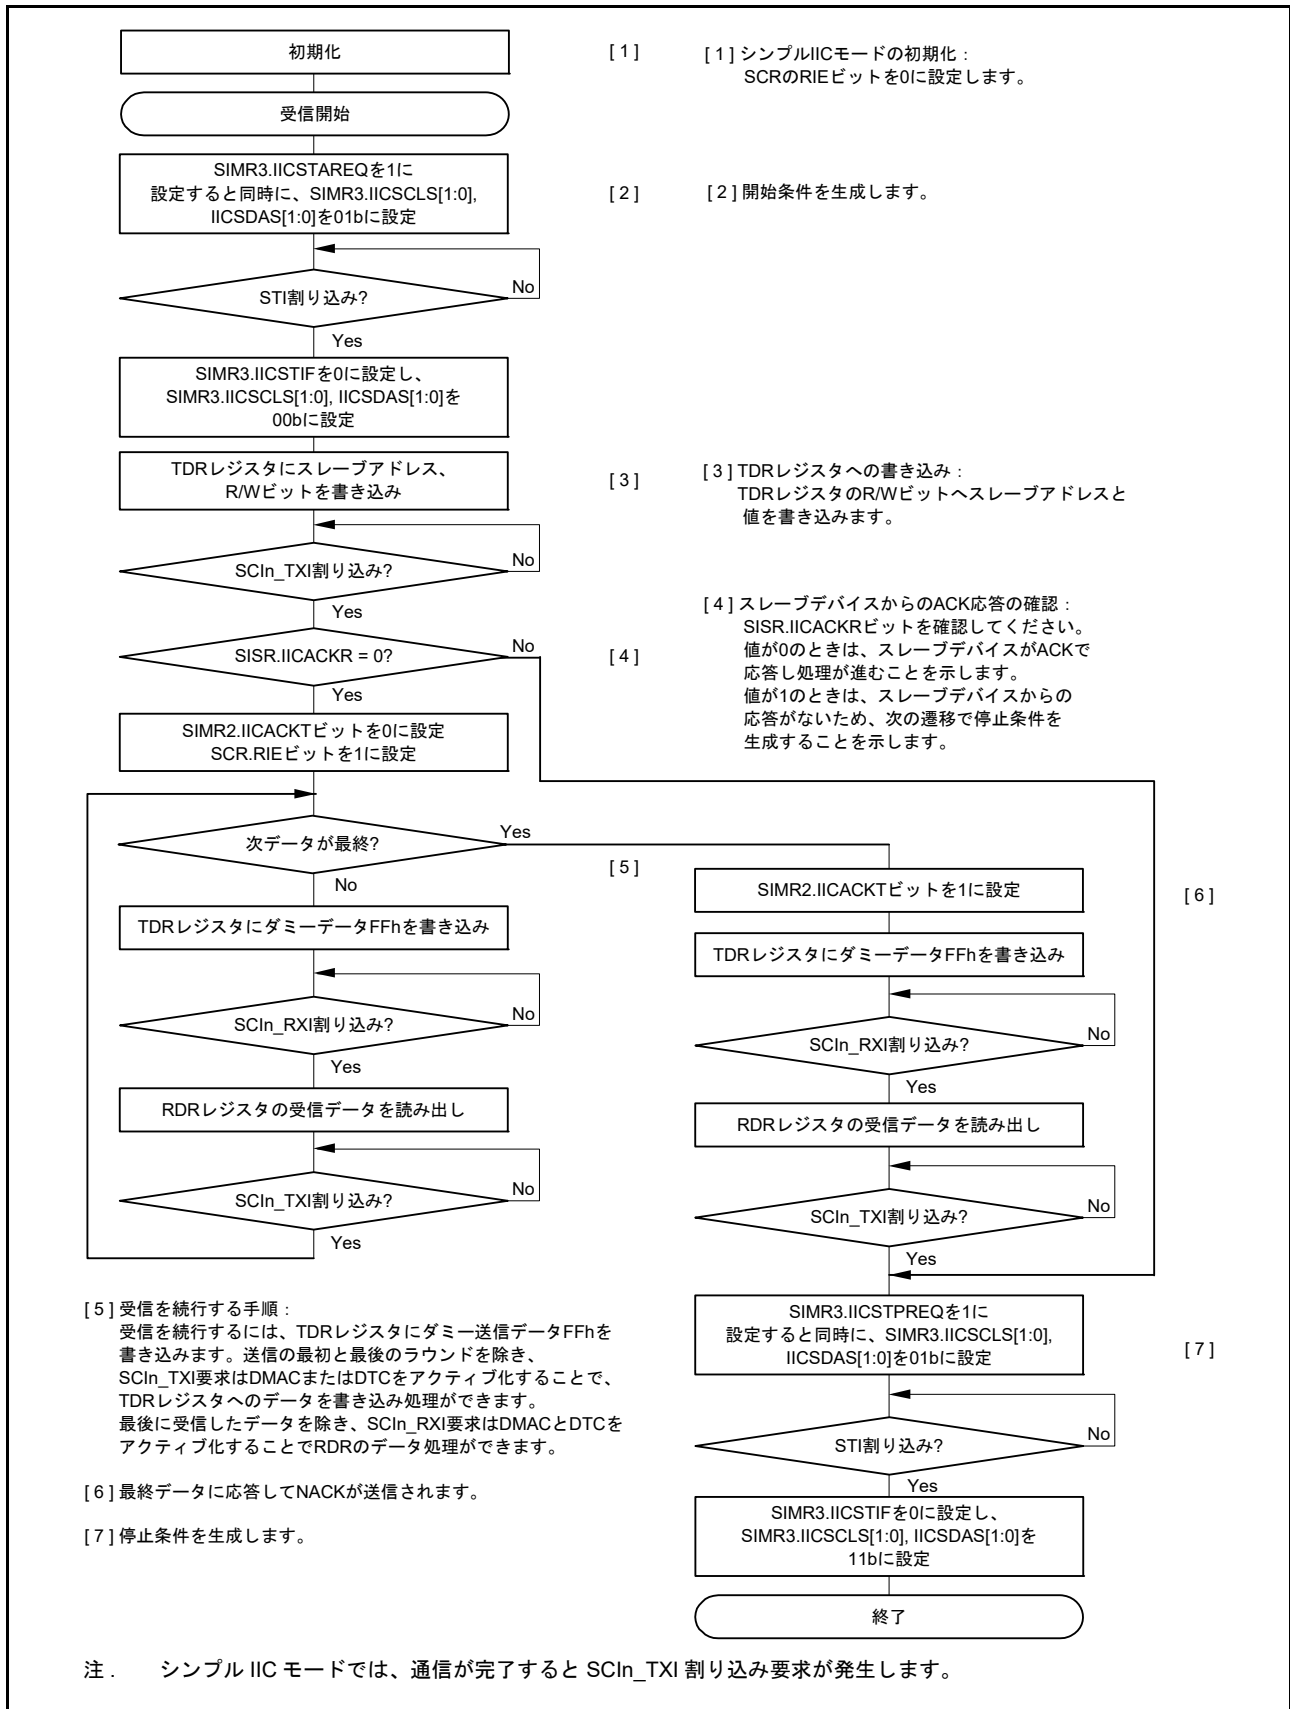 初期化
[ 1 ]
[ 1 ] シンプルIICモードの初期化：
SCRのRIEビットを0に設定します。
受信開始
SIMR3.IICSTAREQを1に
設定すると同時に、SIMR3.IICSCLS[1:0],
IICSDAS[1:0]を01bに設定
[ 2 ]
[ 2 ] 開始条件を生成します。
STI割り込み?
No
Yes
SIMR3.IICSTIFを0に設定し、
SIMR3.IICSCLS[1:0], IICSDAS[1:0]を
00bに設定
TDRレジスタにスレーブアドレス、
R/Wビットを書き込み
[ 3 ]
[ 3 ] TDRレジスタへの書き込み：
TDRレジスタのR/Wビットへスレーブアドレスと
値を書き込みます。
SCIn_TXI割り込み?
No
Yes
SISR.IICACKR = 0?
No
Yes
[ 4 ]
[ 4 ] スレーブデバイスからのACK応答の確認：
SISR.IICACKRビットを確認してください。
値が0のときは、スレーブデバイスがACKで
応答し処理が進むことを示します。
値が1のときは、スレーブデバイスからの
応答がないため、次の遷移で停止条件を
生成することを示します。
SIMR2.IICACKTビットを0に設定
SCR.RIEビットを1に設定
次データが最終?
Yes
No
[ 5 ]
TDRレジスタにダミーデータFFhを書き込み
SCIn_RXI割り込み?
No
Yes
RDRレジスタの受信データを読み出し
SCIn_TXI割り込み?
No
Yes
SIMR2.IICACKTビットを1に設定
[ 6 ]
TDRレジスタにダミーデータFFhを書き込み
SCIn_RXI割り込み?
No
Yes
RDRレジスタの受信データを読み出し
SCIn_TXI割り込み?
No
Yes
SIMR3.IICSTPREQを1に
設定すると同時に、SIMR3.IICSCLS[1:0],
IICSDAS[1:0]を01bに設定
[ 7 ]
STI割り込み?
No
Yes
SIMR3.IICSTIFを0に設定し、
SIMR3.IICSCLS[1:0], IICSDAS[1:0]を
11bに設定
終了
[ 5 ] 受信を続行する手順：
受信を続行するには、TDRレジスタにダミー送信データFFhを
書き込みます。送信の最初と最後のラウンドを除き、
SCIn_TXI要求はDMACまたはDTCをアクティブ化することで、
TDRレジスタへのデータを書き込み処理ができます。
最後に受信したデータを除き、SCIn_RXI要求はDMACとDTCを
アクティブ化することでRDRのデータ処理ができます。
[ 6 ] 最終データに応答してNACKが送信されます。
[ 7 ] 停止条件を生成します。
注． シンプル IIC モードでは、通信が完了すると SCIn_TXI 割り込み要求が発生します。